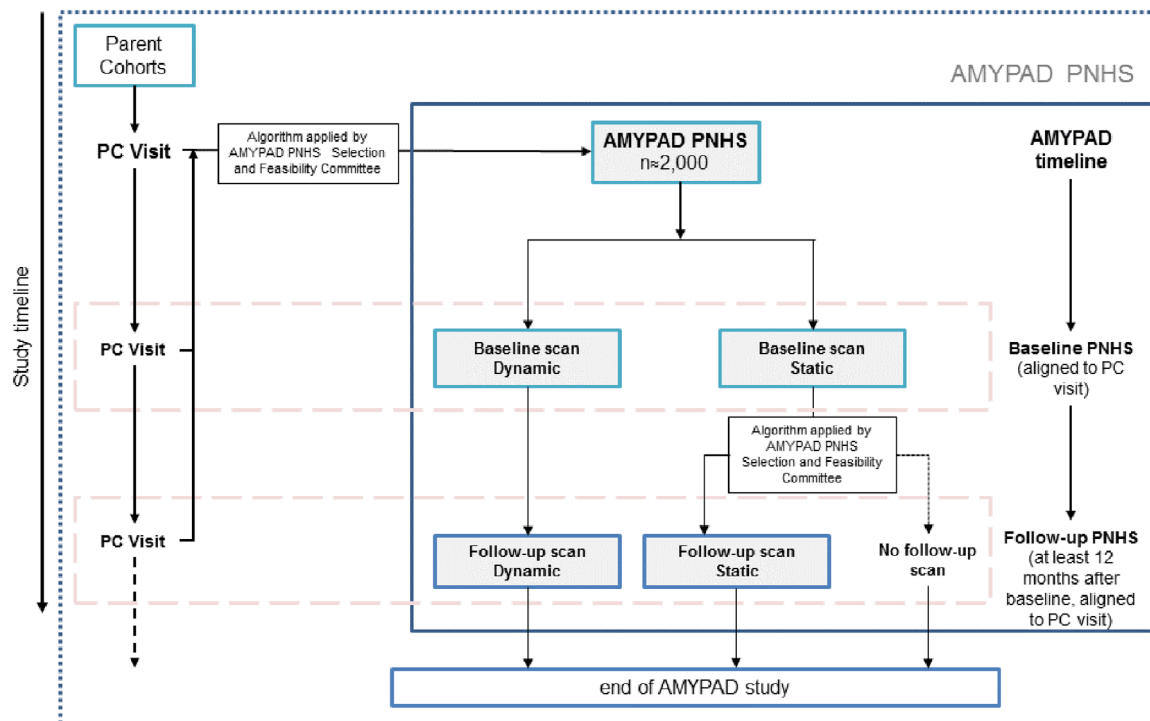 Parent
Cohorts
AMYPAD PNHS
PC Visit
Algorithm applied by
AMYPAD PNHS Selection
and Feasibility Committee
AMYPAD PNHS
n≈2,000
AMYPAD
timeline
Study timeline
PC Visit
Baseline scan
Dynamic
Baseline scan
Static
Baseline PNHS
(aligned to PC
visit)
Algorithm applied by
AMYPAD PNHS
Selection and Feasibility
Committee
PC Visit
Follow-up scan
Dynamic
Follow-up scan
Static
No follow-up
scan
Follow-up PNHS
(at least 12
months after
baseline, aligned
to PC visit)
end of AMYPAD study